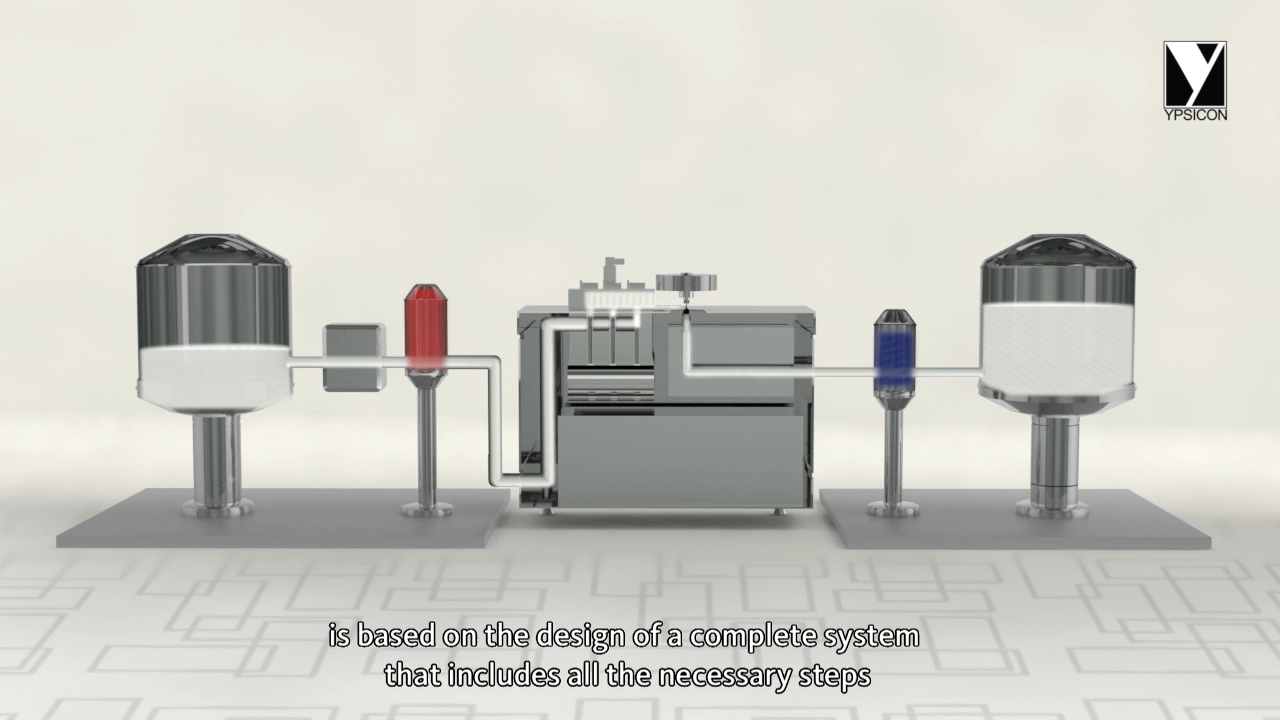 YPSICON
is based on the design of a complete system
that includes all the necessary steps